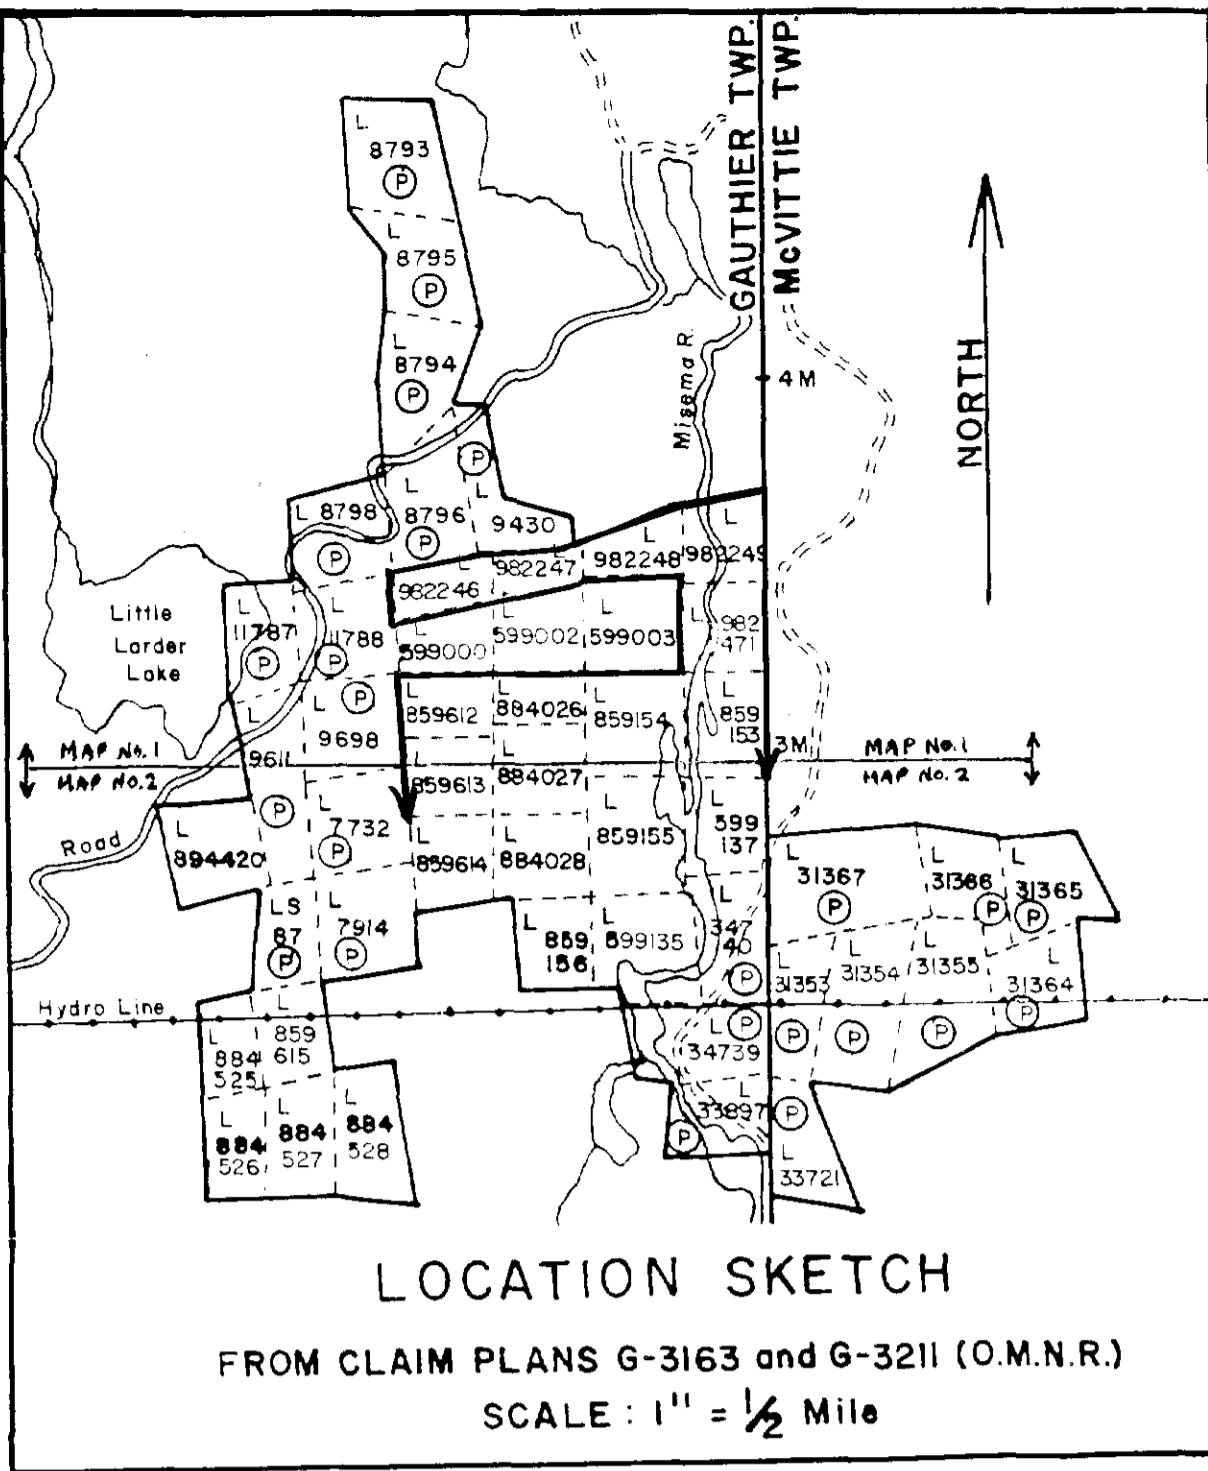 GAUTHIER TWP.
McVITTIE TWP.
L
8793
P
L
8795
P
L
8794
P
Misema R.
4 M
NORTH
P
L 8798
P
L
8796
P
L
9430
L
982246
L
982247
L
982248
L
982249
Little
Larder
Lake
L
11787
P
L
11788
P
L
599000
L
599002
L
599003
L
982
471
P
L
9611
P
9698
L
859612
L
884026
L
859154
L
859
153
3M
MAP No. 1
MAP No. 2
MAP No. 1
MAP No. 2
L
859613
884027
L
7732
P
L
859614
L
884028
L
859155
L
599
137
Road
L
894420
L
31367
P
L
31366
P
L
31365
P
LS
87
P
L
7914
P
L
859
156
L
599135
L
347
40
P
L
31353
P
L
31354
P
L
31355
P
L
31364
P
Hydro Line
L
884
525
L
859
615
L
34739
P
L
884
526
L
884
527
L
884
528
L
33897
P
P
L
33721
LOCATION SKETCH
FROM CLAIM PLANS G-3163 and G-3211 (O.M.N.R.)
SCALE : 1" = 1/2 Mile